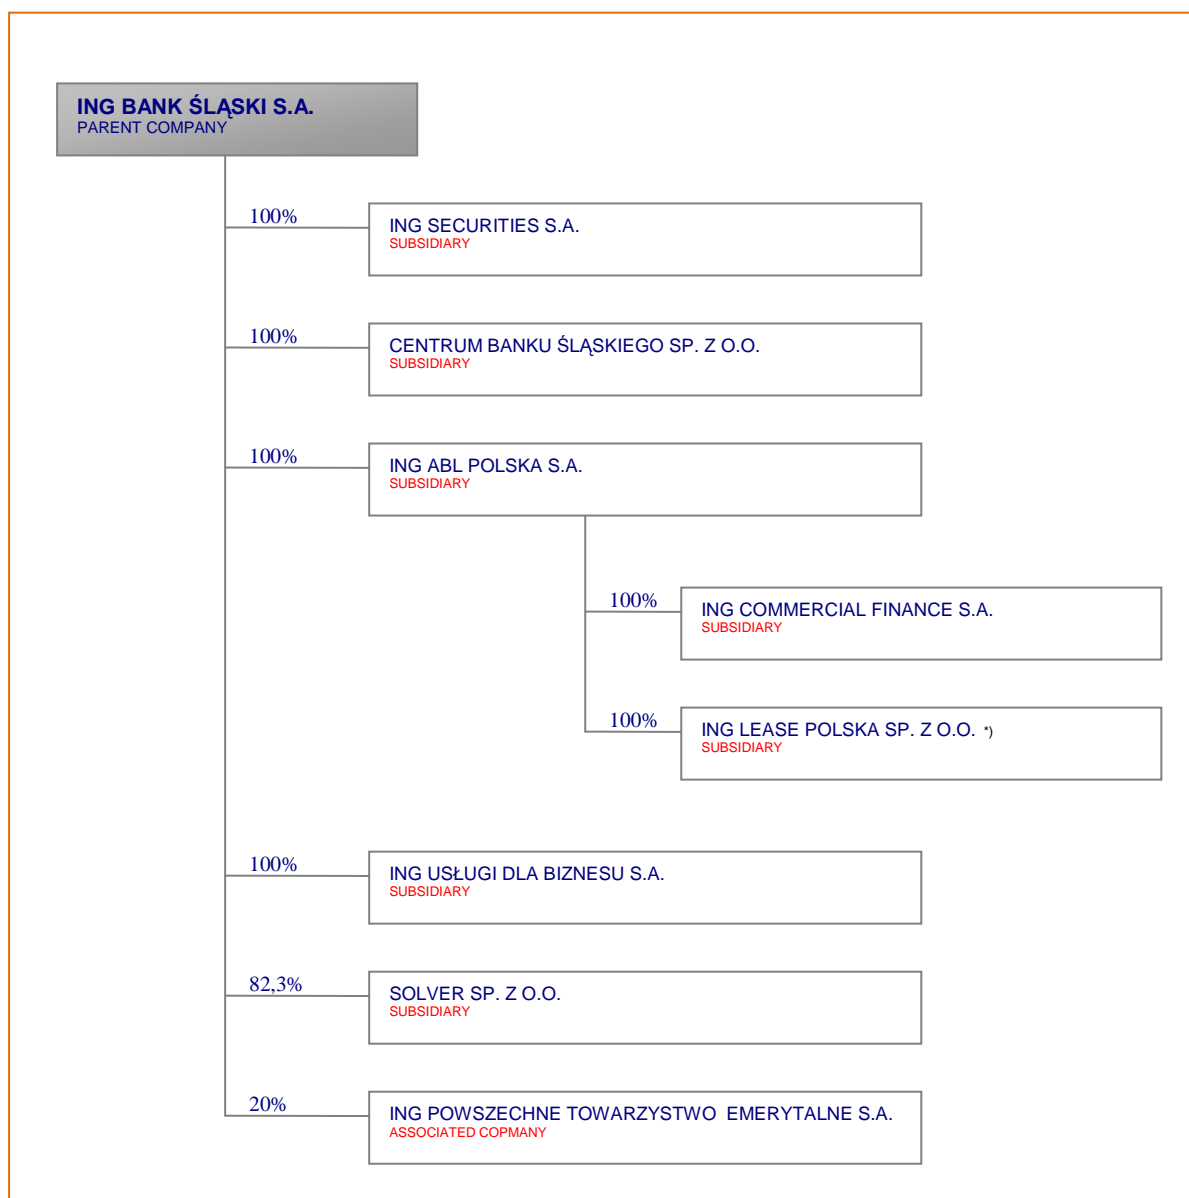 ING BANK ŚLĄSKI S.A.
PARENT COMPANY
100%
ING SECURITIES S.A.
SUBSIDIARY
100%
CENTRUM BANKU ŚLĄSKIEGO SP. Z O.O.
SUBSIDIARY
100%
ING ABL POLSKA S.A.
SUBSIDIARY
100%
ING COMMERCIAL FINANCE S.A.
SUBSIDIARY
100%
ING LEASE POLSKA SP. Z O.O. *)
SUBSIDIARY
100%
ING USŁUGI DLA BIZNESU S.A.
SUBSIDIARY
82,3%
SOLVER SP. Z O.O.
SUBSIDIARY
20%
ING POWSZECHNE TOWARZYSTWO EMERYTALNE S.A.
ASSOCIATED COPMANY